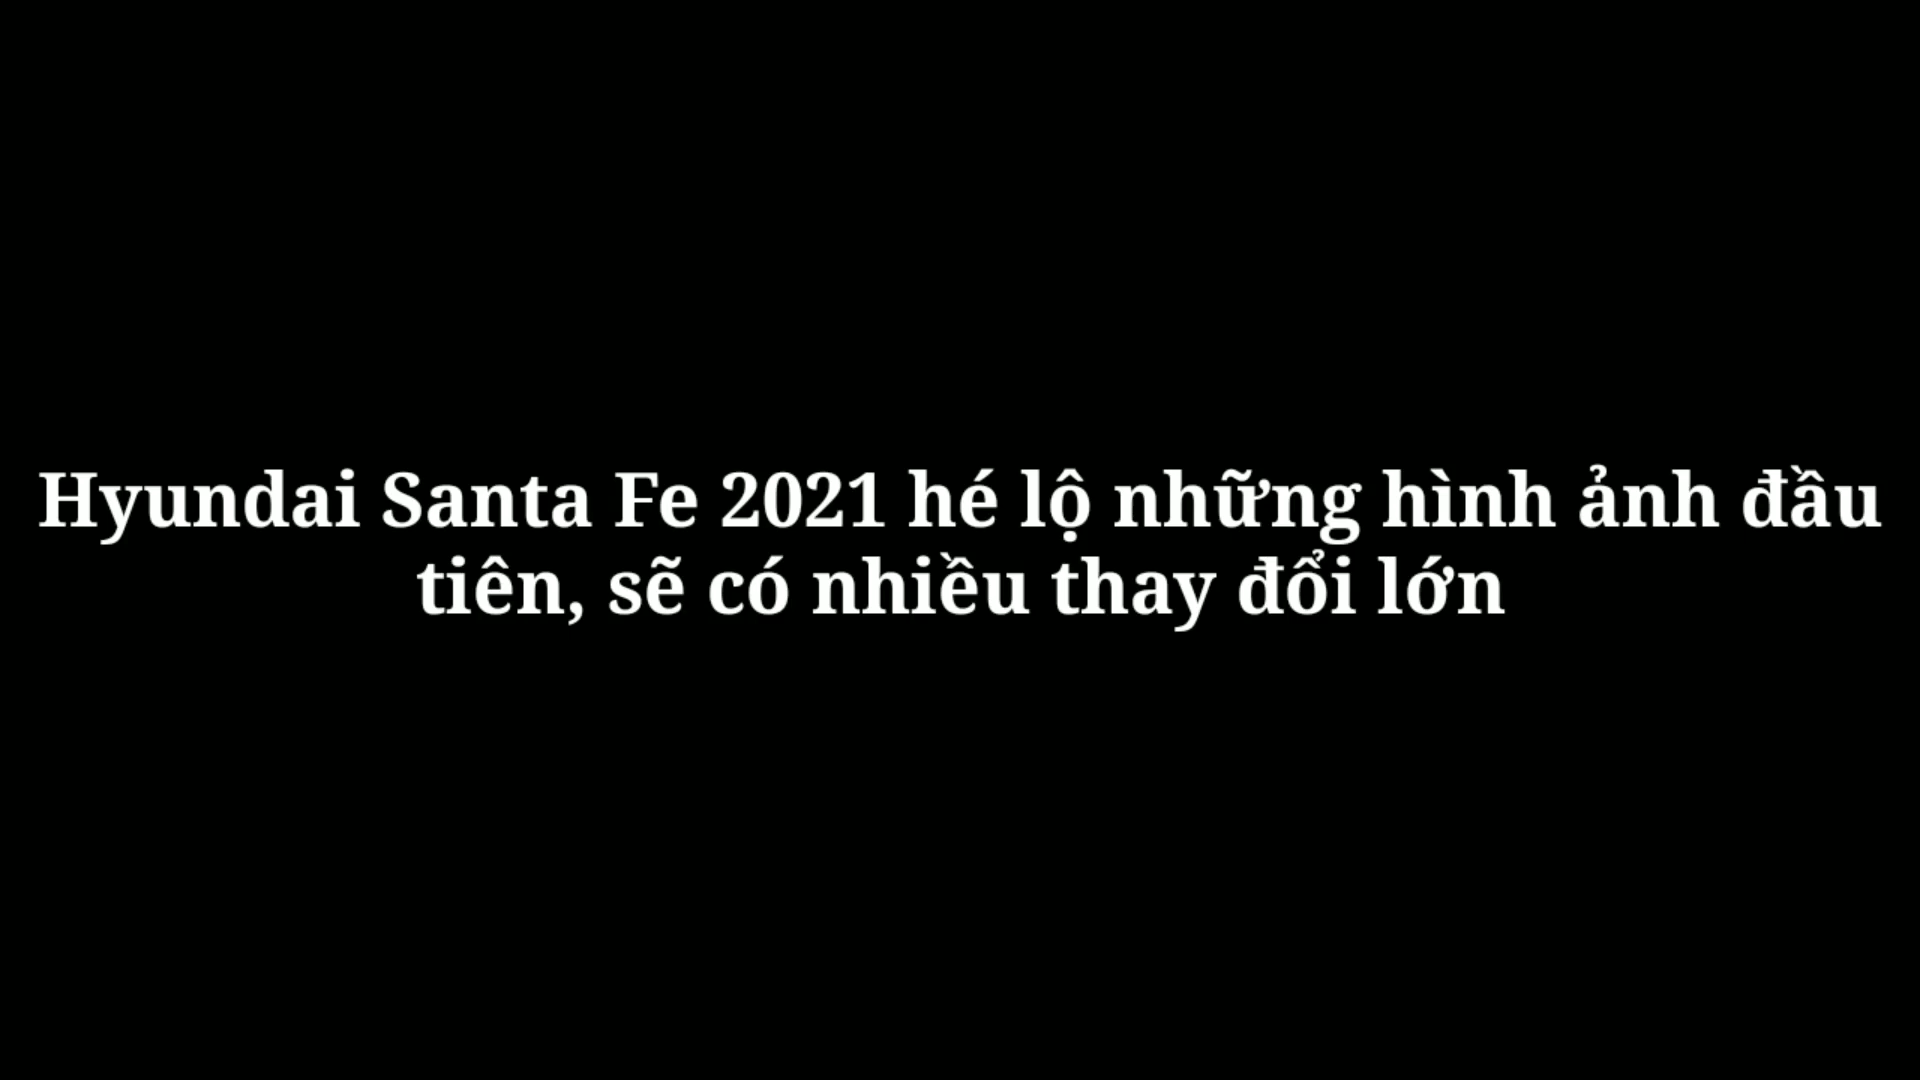 Hyundai Santa Fe 2021 hé lộ những hình ảnh đầu
tiên, sẽ có nhiều thay đổi lớn